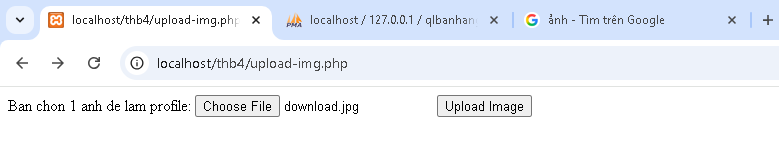 localhost/thb4/upload-img.php
localhost / 127.0.0.1 / qlbanhan
ảnh - Tìm trên Google
localhost/thb4/upload-img.php
Ban chon 1 anh de lam profile: Choose File download.jpg Upload Image